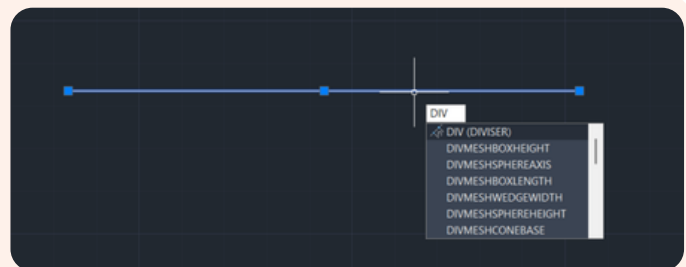 DIV
DIV (DIVISER)
DIVMESHBOXHEIGHT
DIVMESHSPHEREAXIS
DIVMESHBOXLENGTH
DIVMESHWEDGEWIDTH
DIVMESHSPHEREHEIGHT
DIVMESHCONEBASE